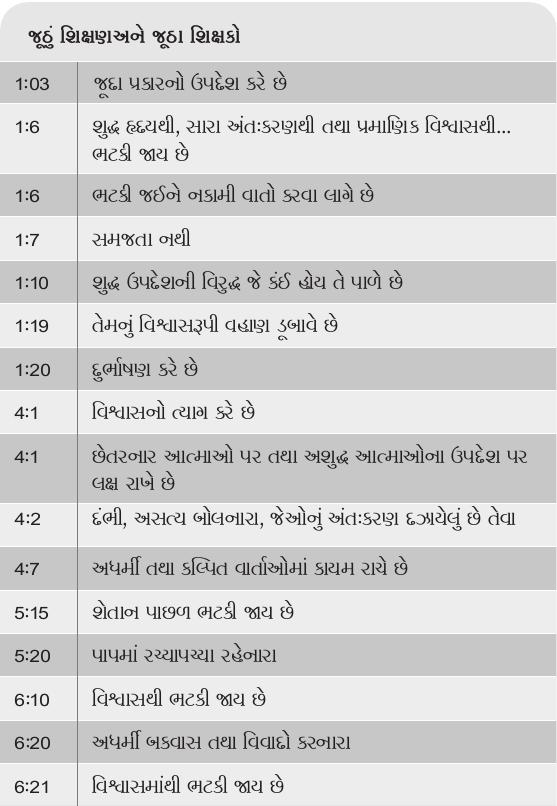 જૂઠું શિક્ષણઅને જૂઠા શિક્ષકો
1:03 જૂદા પ્રકારનો ઉપદેશ કરે છે
1:6 શુદ્ધ હૃદયથી, સારા અંતઃકરણથી તથા પ્રમાણિક વિશ્વાસથી...
ભટકી જાય છે
1:6 ભટકી જઈને નકામી વાતો કરવા લાગે છે
1:7 સમજતા નથી
1:10 શુદ્ધ ઉપદેશની વિરુદ્ધ જે કંઈ હોય તે પાળે છે
1:19 તેમનું વિશ્વાસરૂપી વહાણ ડૂબાવે છે
1:20 દુર્ભાષણ કરે છે
4:1 વિશ્વાસનો ત્યાગ કરે છે
4:1 છેતરનાર આત્માઓ પર તથા અશુદ્ધ આત્માઓના ઉપદેશ પર
લક્ષ રાખે છે
4:2 દંભી, અસત્ય બોલનારા, જેઓનું અંતઃકરણ દઝાયેલું છે તેવા
4:7 અધર્મી તથા કલ્પિત વાર્તાઓમાં કાયમ રાચે છે
5:15 શેતાન પાછળ ભટકી જાય છે
5:20 પાપમાં રચ્યાપચ્યા રહેનારા
6:10 વિશ્વાસથી ભટકી જાય છે
6:20 અધર્મી બકવાસ તથા વિવાદો કરનારા
6:21 વિશ્વાસમાંથી ભટકી જાય છે